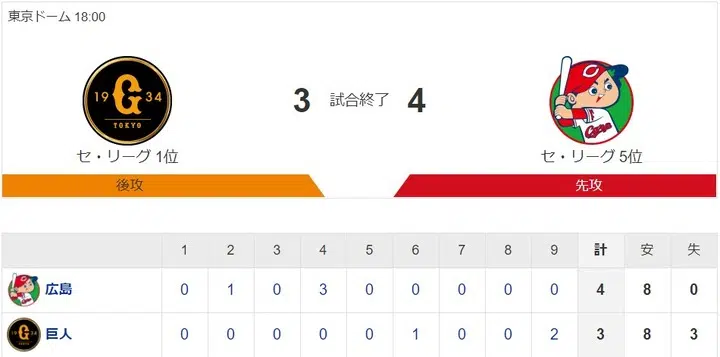 東京ドーム 18:00
19 G 34
TOKYO
C
Carp
3 試合終了 4
セ・リーグ 1位 セ・リーグ 5位
後攻 先攻
1 2 3 4 5 6 7 8 9 計 安 失
広島 0 1 0 3 0 0 0 0 0 4 8 0
19 G 34 巨人 0 0 0 0 0 1 0 0 2 3 8 3